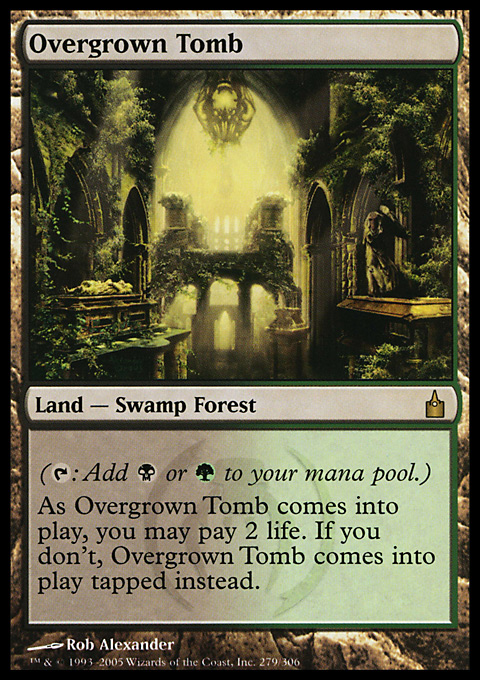 Overgrown Tomb
Land — Swamp Forest
( : Add or to your mana pool.)
As Overgrown Tomb comes into
play, you may pay 2 life. If you
don't, Overgrown Tomb comes into
play tapped instead.
Rob Alexander
™ & © 1993–2005 Wizards of the Coast, Inc. 279/306